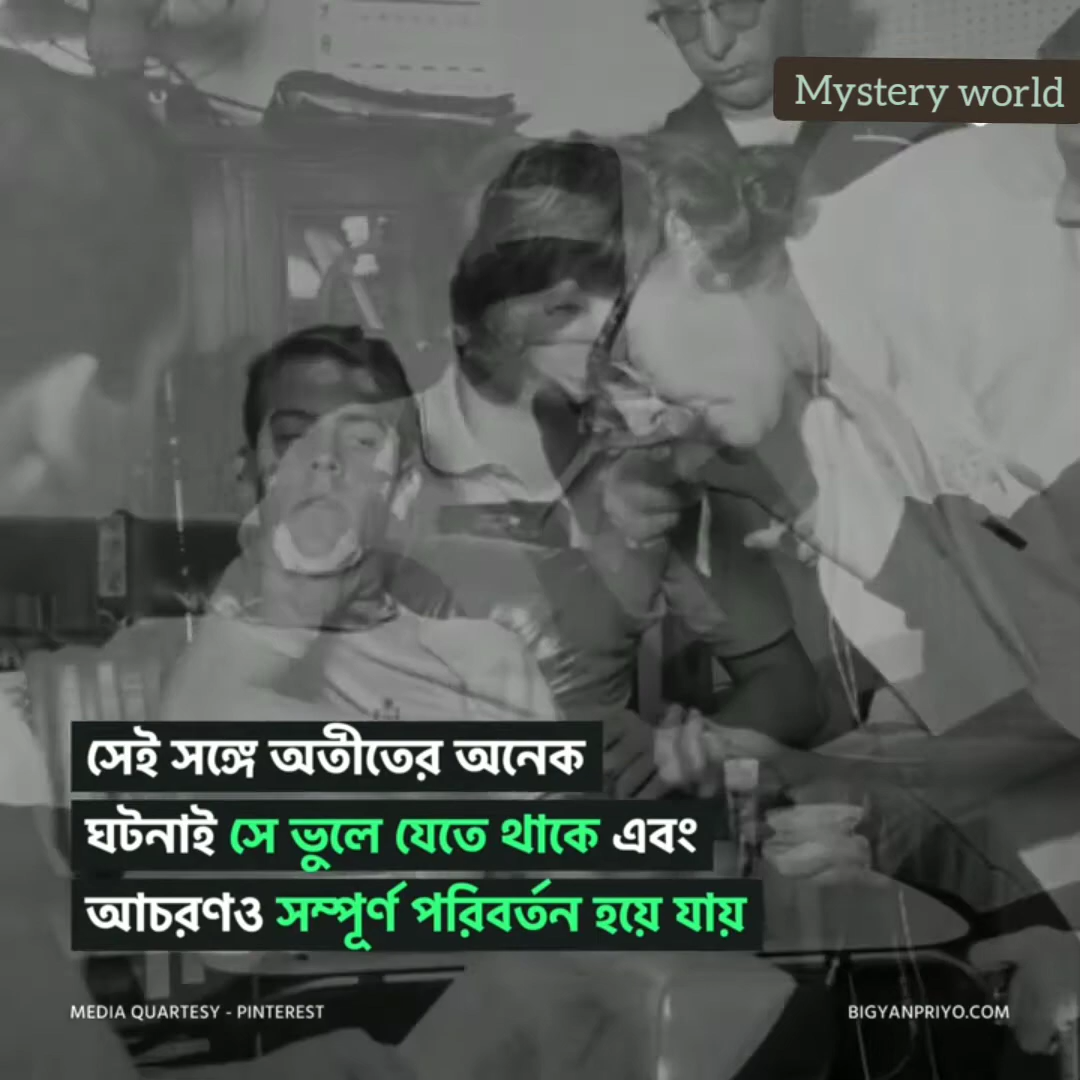 Mystery world
সেই সঙ্গে অতীতের অনেক
ঘটনাই সে ভুলে যেতে থাকে এবং
আচরণও সম্পূর্ণ পরিবর্তন হয়ে যায়
MEDIA QUARTESY - PINTEREST
BIGYANPRIYO.COM